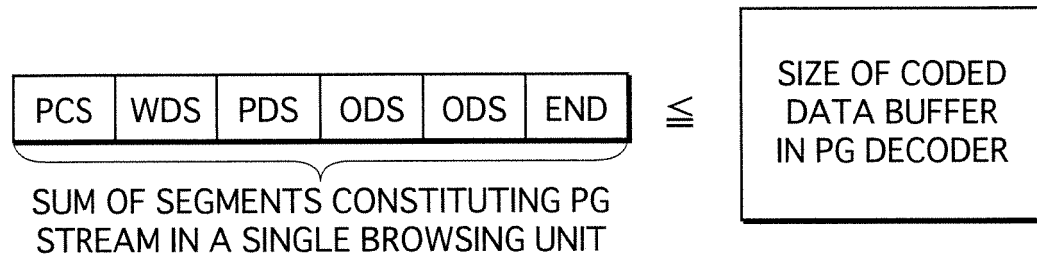 PCS WDS PDS ODS ODS END ≦
SIZE OF CODED
DATA BUFFER
IN PG DECODER
SUM OF SEGMENTS CONSTITUTING PG
STREAM IN A SINGLE BROWSING UNIT